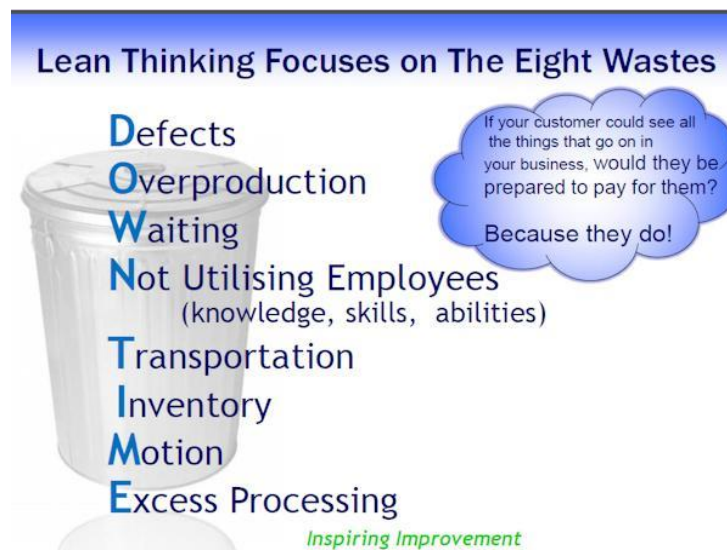 Lean Thinking Focuses on The Eight Wastes
Defects
Overproduction
Waiting
Not Utilising Employees
(knowledge, skills, abilities)
Transportation
Inventory
Motion
Excess Processing
If your customer could see all
the things that go on in
your business, would they be
prepared to pay for them?
Because they do!
Inspiring Improvement